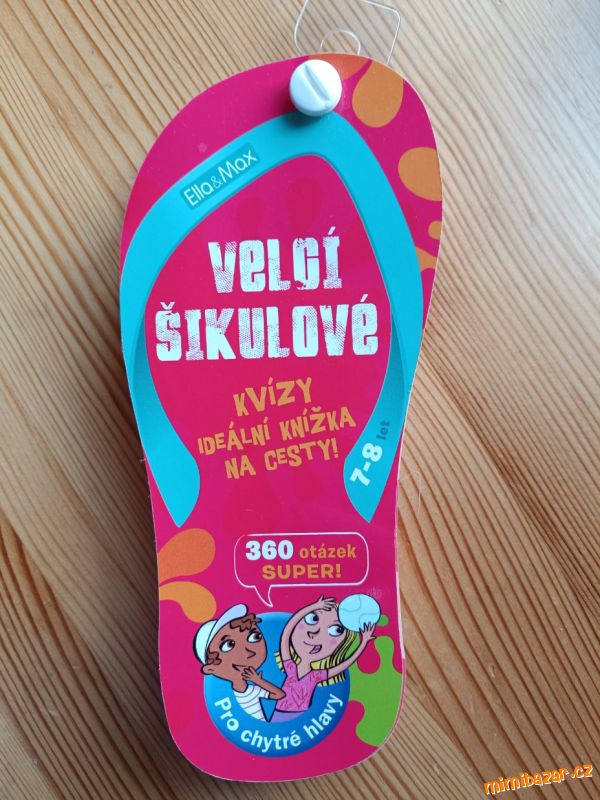 Ella&Max
VELCÍ
ŠIKULOVÉ
KVÍZY
IDEÁLNÍ KNÍŽKA
NA CESTY!
7-8 let
360 otázek
SUPER!
Pro chytré hlavy
mimibazar.cz